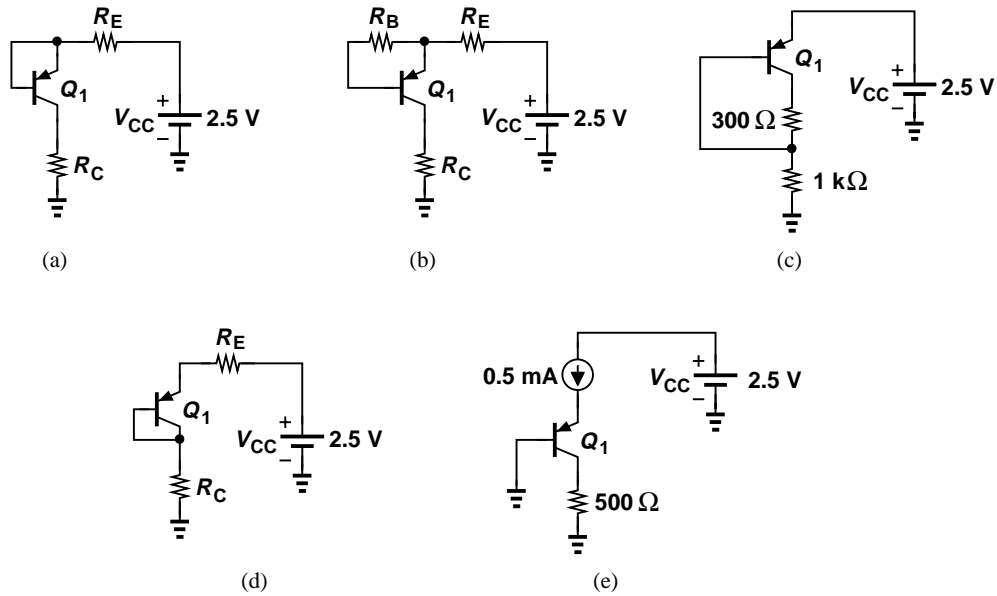 R_E
Q_1
V_CC
+
−
2.5 V
R_C
(a)
R_B
R_E
Q_1
V_CC
+
−
2.5 V
R_C
(b)
Q_1
300 Ω
1 kΩ
V_CC
+
−
2.5 V
(c)
R_E
Q_1
V_CC
+
−
2.5 V
R_C
(d)
0.5 mA
Q_1
500 Ω
V_CC
+
−
2.5 V
(e)